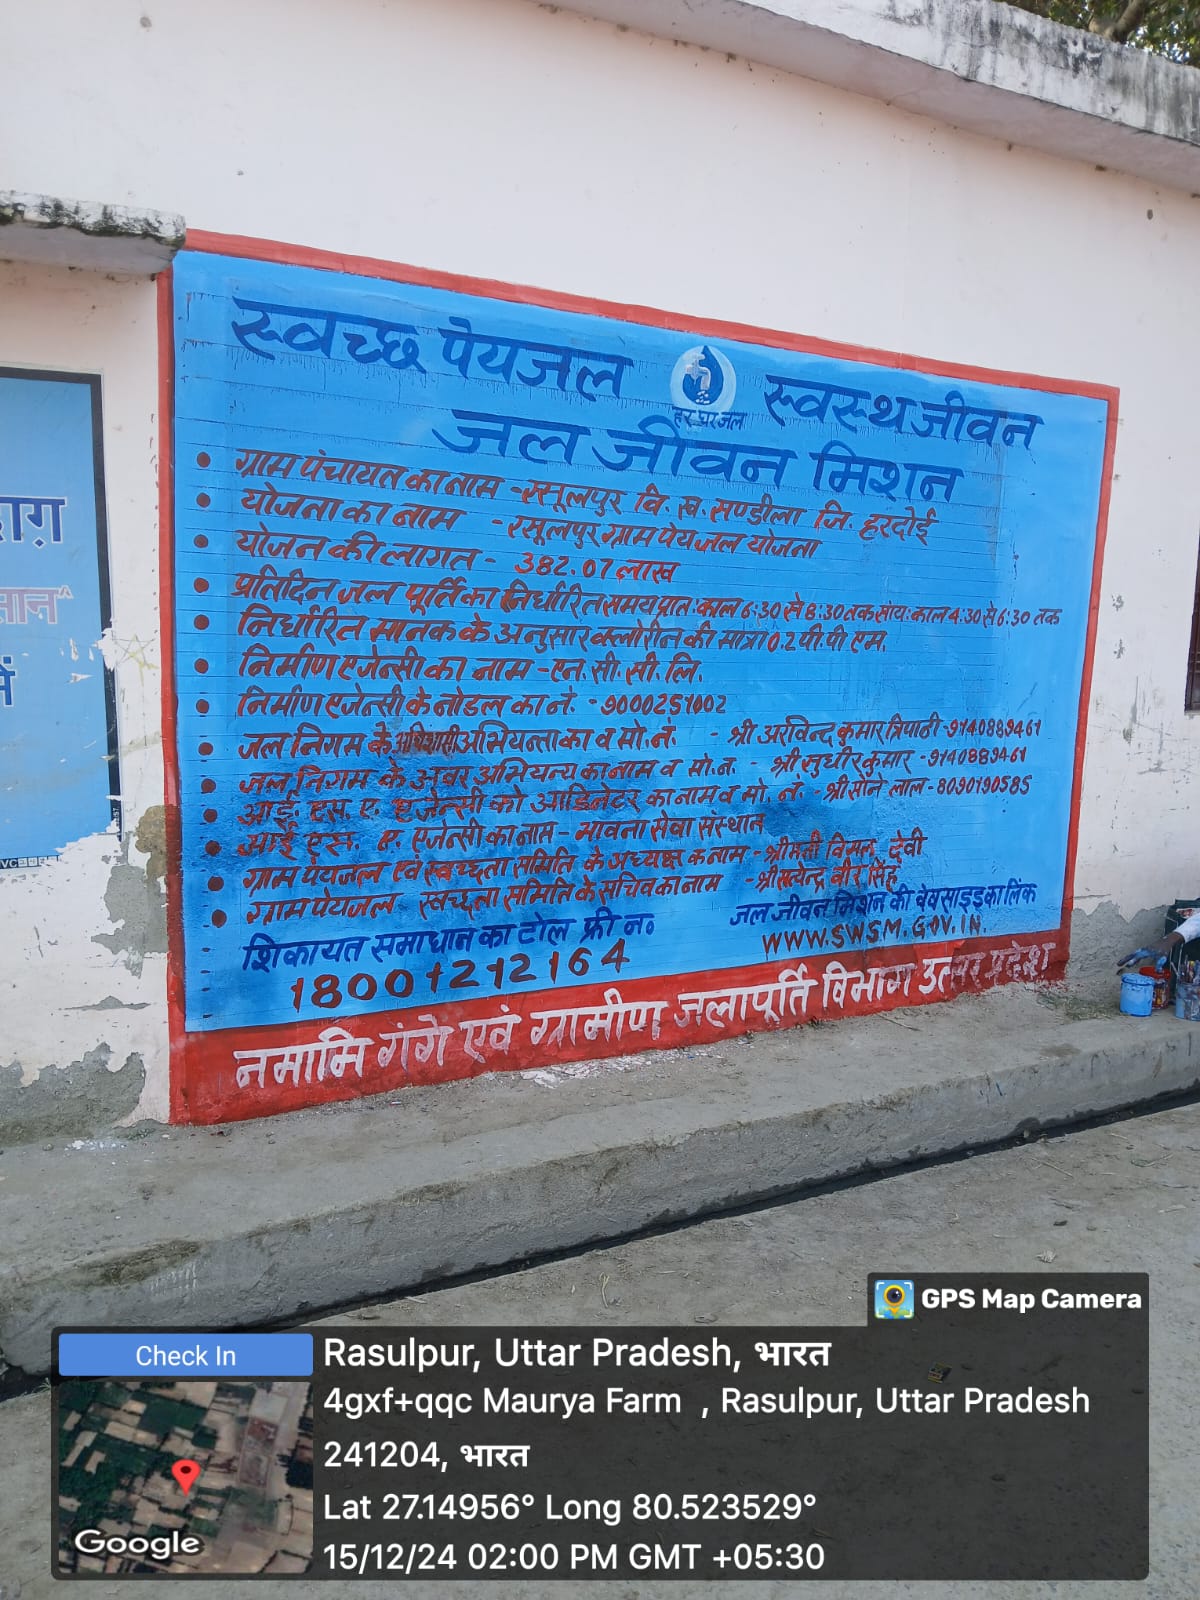 स्वच्छ पेयजल
हर घर जल
स्वस्थ जीवन
जल जीवन मिशन
• ग्राम पंचायत का नाम - रसूलपुर वि. ख. सण्डीला जि. हरदोई
• योजना का नाम - रसूलपुर ग्राम पेयजल योजना
• योजन की लागत - 382.07 लाख
• प्रतिदिन जल पूर्ति का निर्धारित समय प्रातः काल 6:30 से 8:30 तक सायः काल 4:30 से 6:30 तक
• निर्धारित मानक के अनुसार क्लोरीन की मात्रा 0.2 पी.पी एम.
• निर्माण एजेन्सी का नाम - एन. सी. सी. लि.
• निर्माण एजेन्सी के नोडल का नं. - 9000251002
• जल निगम के अधिशासी अभियन्ता का व मो. नं. - श्री अरविन्द कुमार त्रिपाठी - 9140889461
• जल निगम के अवर अभियन्य का नाम व मो. न. - श्री सुधीर कुमार - 9140889461
• आई. एस. ए. एजेन्सी को आडिनेटर का नाम व मो. नं. - श्री सोने लाल - 8090190585
• आई एस. ए. एजेन्सी का नाम - भावना सेवा संस्थान
• ग्राम पेयजल एवं स्वच्छता समिति के अध्यक्ष क नाम - श्रीमती विमल देवी
• ग्राम पेयजल स्वच्छता समिति के सचिव का नाम - श्री सत्येन्द्र वीर सिंह
शिकायत समाधान का टोल फ्री न०
18001212164
जल जीवन मिशन की वेबसाइड का लिंक
WWW.SWSM.GOV.IN.
नमामि गंगे एवं ग्रामीण जलापूर्ति विभाग उत्तर प्रदेश
GPS Map Camera
Check In
Rasulpur, Uttar Pradesh, भारत
4gxf+qqc Maurya Farm , Rasulpur, Uttar Pradesh
241204, भारत
Lat 27.14956° Long 80.523529°
15/12/24 02:00 PM GMT +05:30
Google